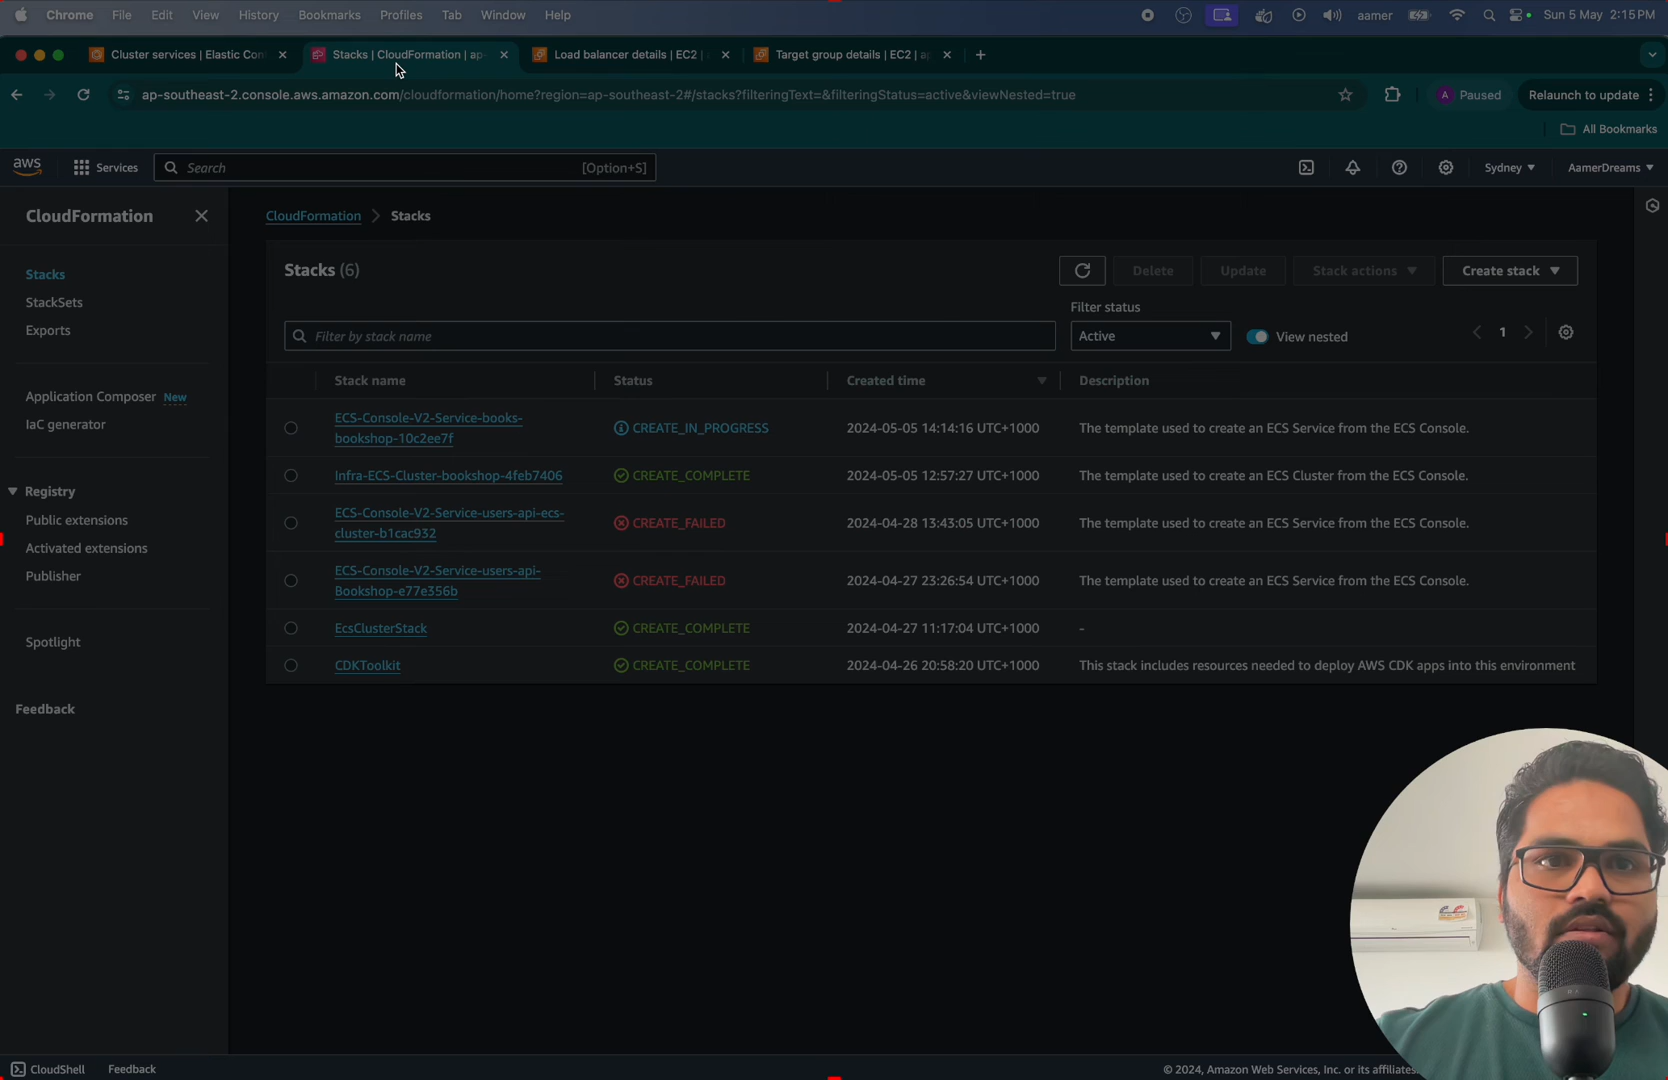 Chrome File Edit View History Bookmarks Profiles Tab Window Help aamer Sun 5 May 2:15PM
Cluster services | Elastic Con Stacks | CloudFormation | ap- Load balancer details | EC2 | Target group details | EC2 | ap
ap-southeast-2.console.aws.amazon.com/cloudformation/home?region=ap-southeast-2#/stacks?filteringText=&filteringStatus=active&viewNested=true A Paused Relaunch to update
All Bookmarks
aws Services Search [Option+S] Sydney AamerDreams
CloudFormation
Stacks
StackSets
Exports
Application Composer New
IaC generator
Registry
Public extensions
Activated extensions
Publisher
Spotlight
Feedback
CloudFormation Stacks
Stacks (6) Delete Update Stack actions Create stack
Filter status
Filter by stack name Active View nested 1
Stack name Status Created time Description
ECS-Console-V2-Service-books-
bookshop-10c2ee7f CREATE_IN_PROGRESS 2024-05-05 14:14:16 UTC+1000 The template used to create an ECS Service from the ECS Console.
Infra-ECS-Cluster-bookshop-4feb7406 CREATE_COMPLETE 2024-05-05 12:57:27 UTC+1000 The template used to create an ECS Cluster from the ECS Console.
ECS-Console-V2-Service-users-api-ecs-
cluster-b1cac932 CREATE_FAILED 2024-04-28 13:43:05 UTC+1000 The template used to create an ECS Service from the ECS Console.
ECS-Console-V2-Service-users-api-
Bookshop-e77e356b CREATE_FAILED 2024-04-27 23:26:54 UTC+1000 The template used to create an ECS Service from the ECS Console.
EcsClusterStack CREATE_COMPLETE 2024-04-27 11:17:04 UTC+1000 -
CDKToolkit CREATE_COMPLETE 2024-04-26 20:58:20 UTC+1000 This stack includes resources needed to deploy AWS CDK apps into this environment
CloudShell Feedback © 2024, Amazon Web Services, Inc. or its affiliates.